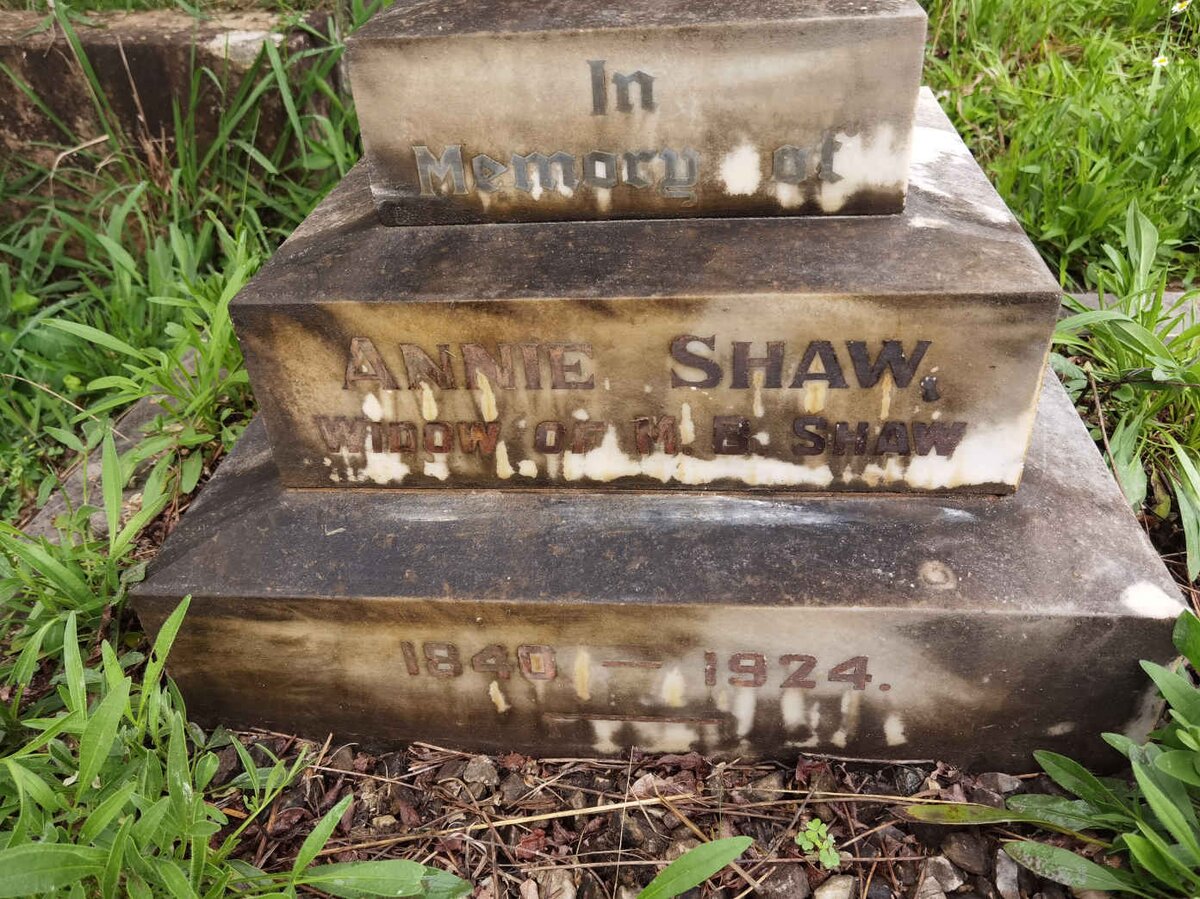 In
Memory of
ANNIE SHAW,
WIDOW OF M. B. SHAW
1840 — 1924.